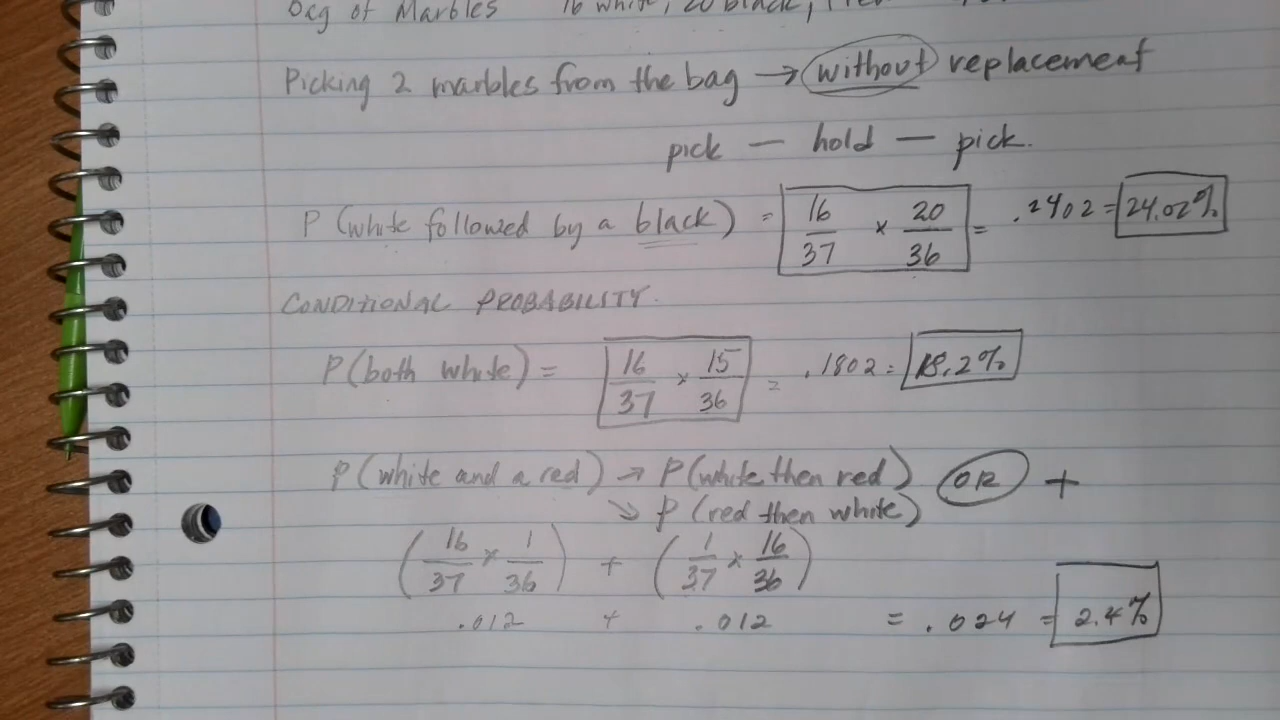 of Marbles 16 white, 20 black, 1
Picking 2 marbles from the bag → without replacement
pick — hold — pick.
P (white followed by a black) = 16/37 × 20/36 = .2402 = 24.02%
CONDITIONAL PROBABILITY.
P (both white) = 16/37 × 15/36 = .1802 = 18.2%
P (white and a red) → P (white then red) OR +
↘ P (red then white)
(16/37 × 1/36) + (1/37 × 16/36)
.012 + .012 = .024 = 2.4%